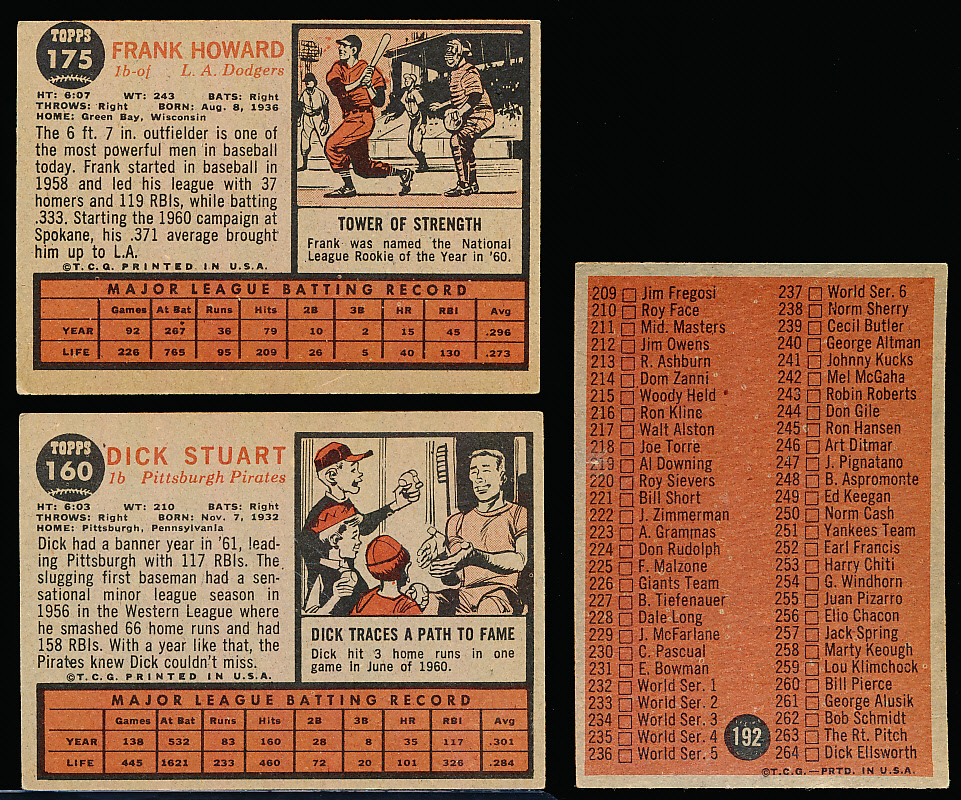 TOPPS
175
FRANK HOWARD
1b-of L. A. Dodgers
HT: 6:07 WT: 243 BATS: Right
THROWS: Right BORN: Aug. 8, 1936
HOME: Green Bay, Wisconsin
The 6 ft. 7 in. outfielder is one of
the most powerful men in baseball
today. Frank started in baseball in
1958 and led his league with 37
homers and 119 RBIs, while batting
.333. Starting the 1960 campaign at
Spokane, his .371 average brought
him up to L.A.
©T.C.G. PRINTED IN U.S.A.
TOWER OF STRENGTH
Frank was named the National
League Rookie of the Year in '60.
MAJOR LEAGUE BATTING RECORD
Games At Bat Runs Hits 2B 3B HR RBI Avg
YEAR 92 267 36 79 10 2 15 45 .296
LIFE 226 765 95 209 26 5 40 130 .273
TOPPS
160
DICK STUART
1b Pittsburgh Pirates
HT: 6:03 WT: 210 BATS: Right
THROWS: Right BORN: Nov. 7, 1932
HOME: Pittsburgh, Pennsylvania
Dick had a banner year in '61, lead-
ing Pittsburgh with 117 RBIs. The
slugging first baseman had a sen-
sational minor league season in
1956 in the Western League where
he smashed 66 home runs and had
158 RBIs. With a year like that, the
Pirates knew Dick couldn't miss.
©T.C.G. PRINTED IN U.S.A.
DICK TRACES A PATH TO FAME
Dick hit 3 home runs in one
game in June of 1960.
MAJOR LEAGUE BATTING RECORD
Games At Bat Runs Hits 2B 3B HR RBI Avg
YEAR 138 532 83 160 28 8 35 117 .301
LIFE 445 1621 233 460 72 20 101 326 .284
209 Jim Fregosi
210 Roy Face
211 Mid. Masters
212 Jim Owens
213 R. Ashburn
214 Dom Zanni
215 Woody Held
216 Ron Kline
217 Walt Alston
218 Joe Torre
219 Al Downing
220 Roy Sievers
221 Bill Short
222 J. Zimmerman
223 A. Grammas
224 Don Rudolph
225 F. Malzone
226 Giants Team
227 B. Tiefenauer
228 Dale Long
229 J. McFarlane
230 C. Pascual
231 E. Bowman
232 World Ser. 1
233 World Ser. 2
234 World Ser. 3
235 World Ser. 4
236 World Ser. 5
237 World Ser. 6
238 Norm Sherry
239 Cecil Butler
240 George Altman
241 Johnny Kucks
242 Mel McGaha
243 Robin Roberts
244 Don Gile
245 Ron Hansen
246 Art Ditmar
247 J. Pignatano
248 B. Aspromonte
249 Ed Keegan
250 Norm Cash
251 Yankees Team
252 Earl Francis
253 Harry Chiti
254 G. Windhorn
255 Juan Pizarro
256 Elio Chacon
257 Jack Spring
258 Marty Keough
259 Lou Klimchock
260 Bill Pierce
261 George Alusik
262 Bob Schmidt
263 The Rt. Pitch
264 Dick Ellsworth
192
©T.C.G.—PRTD. IN U.S.A.